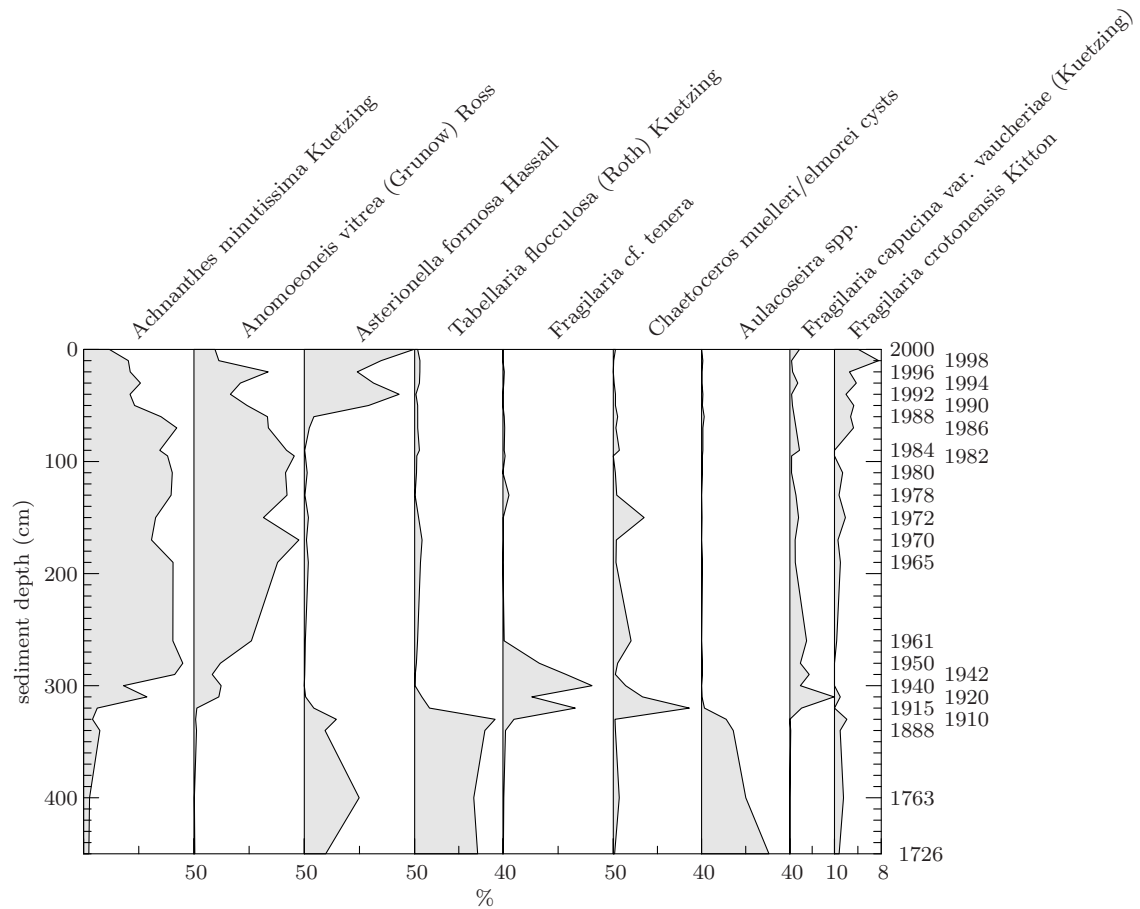 Achnanthes minutissima Kuetzing
Anomoeoneis vitrea (Grunow) Ross
Asterionella formosa Hassall
Tabellaria flocculosa (Roth) Kuetzing
Fragilaria cf. tenera
Chaetoceros muelleri/elmorei cysts
Aulacoseira spp.
Fragilaria capucina var. vaucheriae (Kuetzing)
Fragilaria crotonensis Kitton
sediment depth (cm)
0
100
200
300
400
2000
1998
1996
1994
1992
1990
1988
1986
1984
1982
1980
1978
1972
1970
1965
1961
1950
1942
1940
1920
1915
1910
1888
1763
1726
50 50 50 40 50 40 40 10 8
%